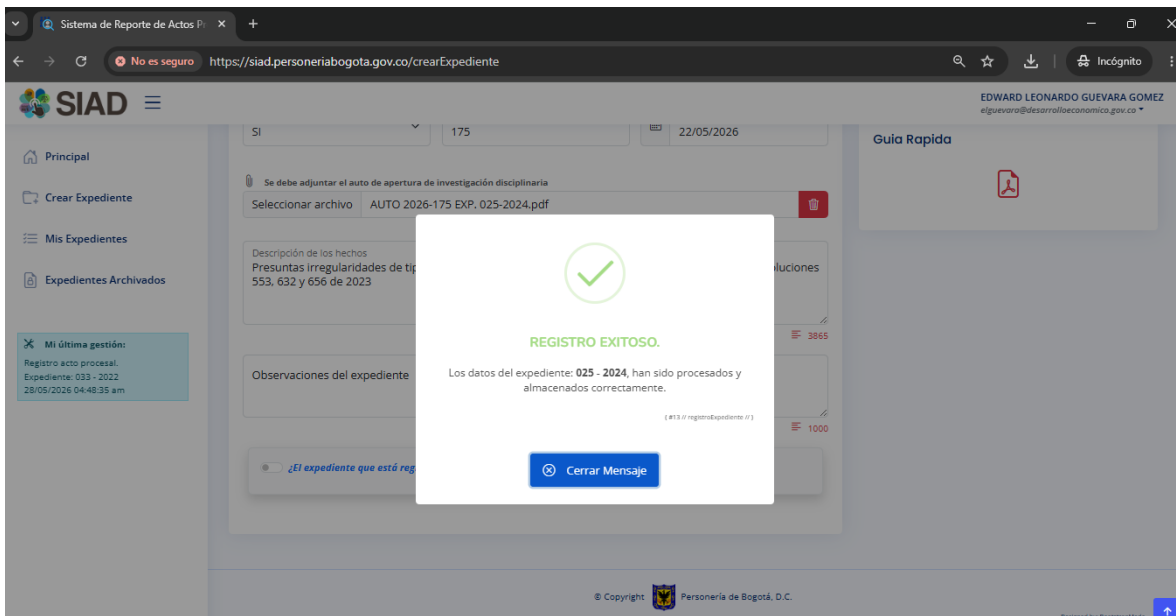 Sistema de Reporte de Actos Pr
No es seguro https://siad.personeriabogota.gov.co/crearExpediente
Incógnito
SIAD
EDWARD LEONARDO GUEVARA GOMEZ
elguevara@desarrolloeconomico.gov.co
Principal
Crear Expediente
Mis Expedientes
Expedientes Archivados
Mi última gestión:
Registro acto procesal.
Expediente: 033 - 2022
28/05/2026 04:48:35 am
SI 175 22/05/2026
Se debe adjuntar el auto de apertura de investigación disciplinaria
Seleccionar archivo AUTO 2026-175 EXP. 025-2024.pdf
Descripción de los hechos
Presuntas irregularidades de tip
553, 632 y 656 de 2023
oluciones
3865
Observaciones del expediente
1000
¿El expediente que está reg
REGISTRO EXITOSO.
Los datos del expediente: 025 - 2024, han sido procesados y
almacenados correctamente.
[ #13 // registroExpediente // ]
Cerrar Mensaje
Guia Rapida
© Copyright Personería de Bogotá, D.C.